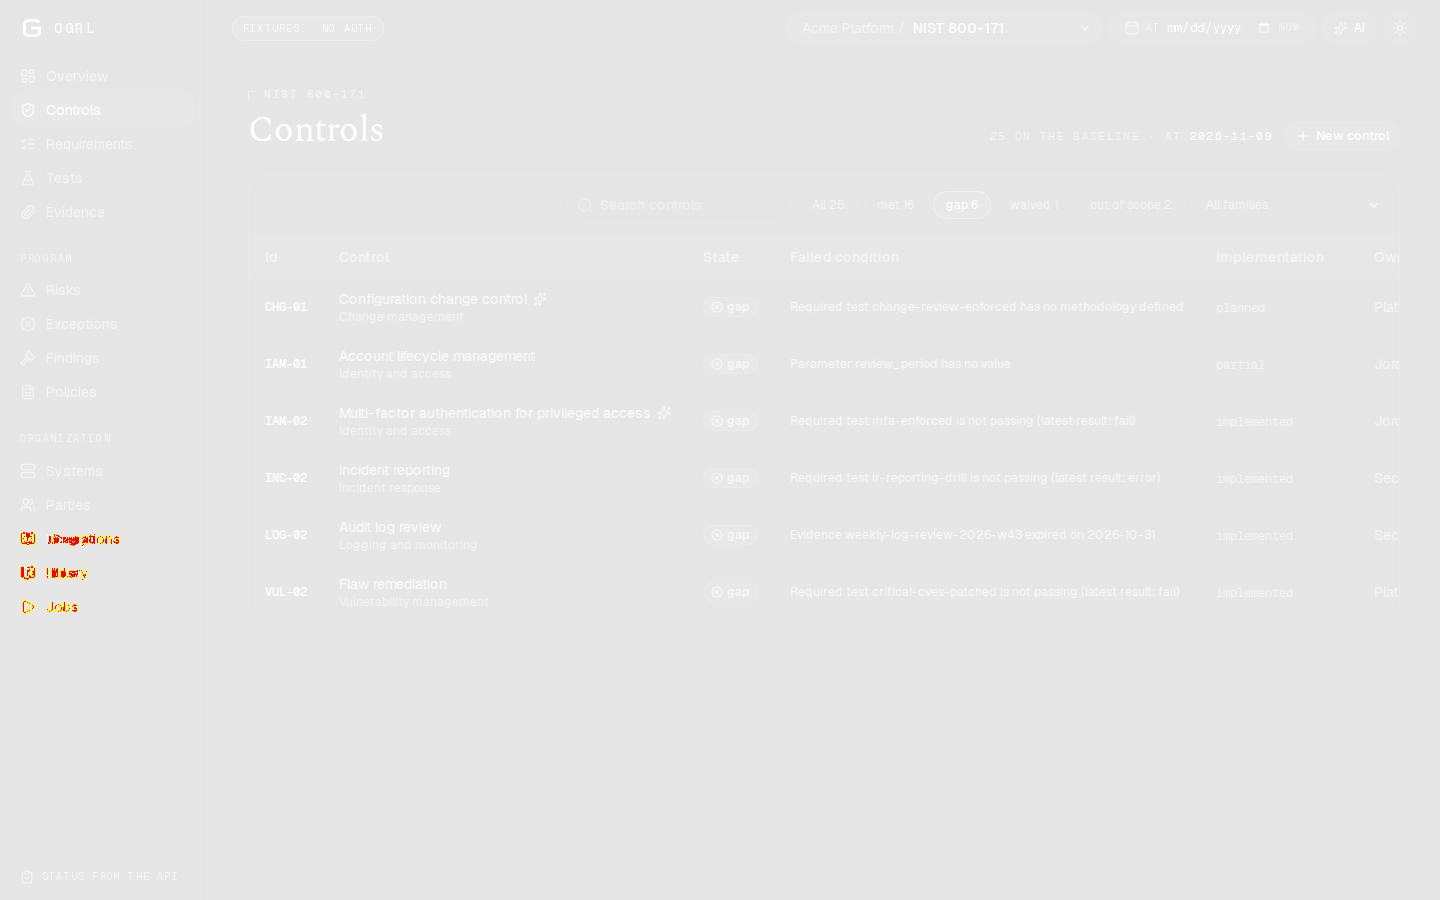 OGRL
FIXTURES NO AUTH
Acme Platform / NIST 800-171
AT mm/dd/yyyy NOW
AI
Overview
Controls
Requirements
Tests
Evidence
PROGRAM
Risks
Exceptions
Findings
Policies
ORGANIZATION
Systems
Parties
Jobs
STATUS FROM THE API
NIST 800-171
Controls
25 ON THE BASELINE · AT 2026-11-09
New control
Search controls
All 25 met 16 gap 6 waived 1 out of scope 2 All families
Id Control State Failed condition Implementation
CHG-01 Configuration change control gap Required test change-review-enforced has no methodology defined planned
Change management
IAM-01 Account lifecycle management gap Parameter review_period has no value partial
Identity and access
IAM-02 Multi-factor authentication for privileged access gap Required test mfa-enforced is not passing (latest result: fail) implemented
Identity and access
INC-02 Incident reporting gap Required test ir-reporting-drill is not passing (latest result: error) implemented
Incident response
LOG-02 Audit log review gap Evidence weekly-log-review-2026-w43 expired on 2026-10-31 implemented
Logging and monitoring
VUL-02 Flaw remediation gap Required test critical-cves-patched is not passing (latest result: fail) implemented
Vulnerability management